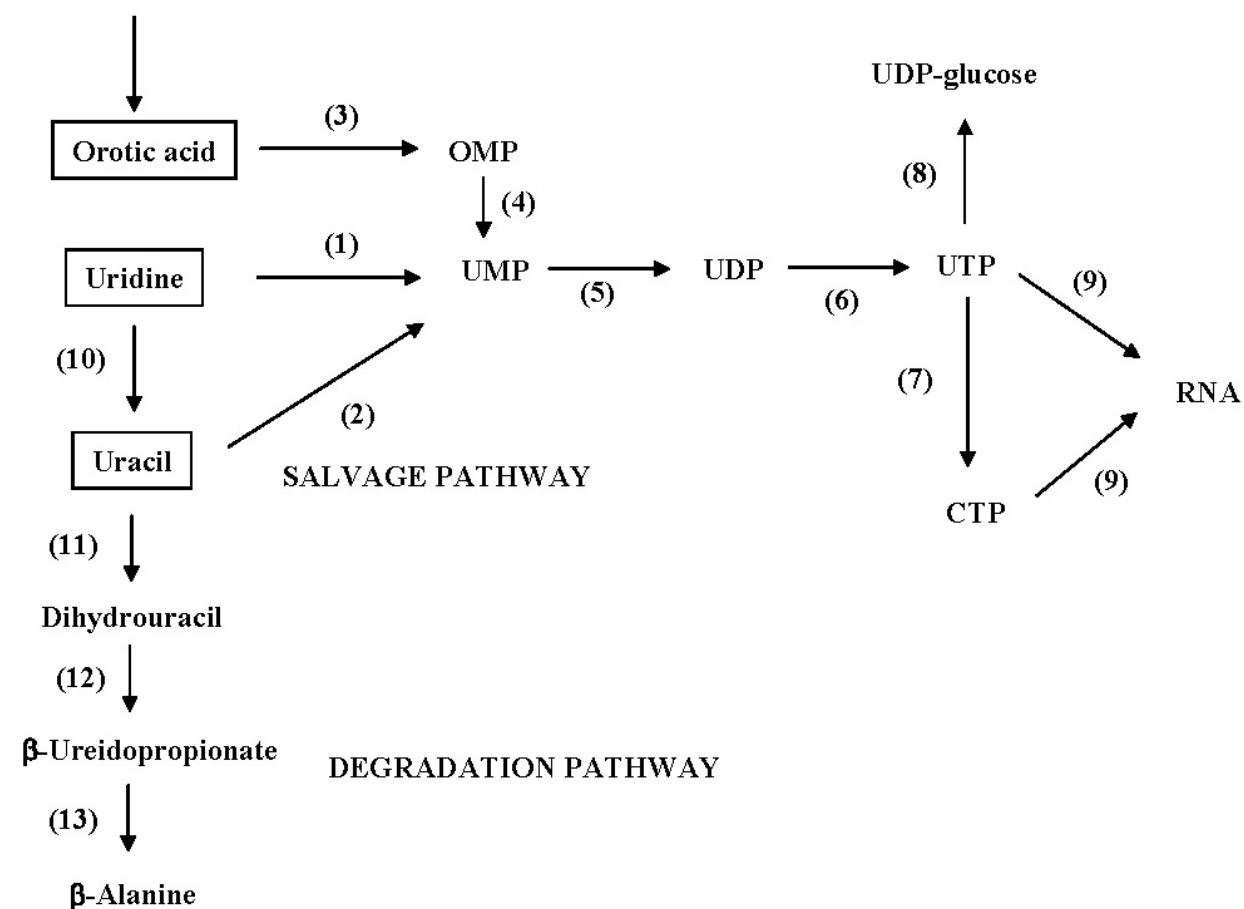 UDP-glucose
(3)
Orotic acid
OMP
(8)
(4)
(1)
Uridine
UMP
UDP
UTP
(5)
(6)
(9)
(10)
(7)
(2)
RNA
Uracil
SALVAGE PATHWAY
(9)
CTP
(11)
Dihydrouracil
(12)
β-Ureidopropionate
DEGRADATION PATHWAY
(13)
β-Alanine